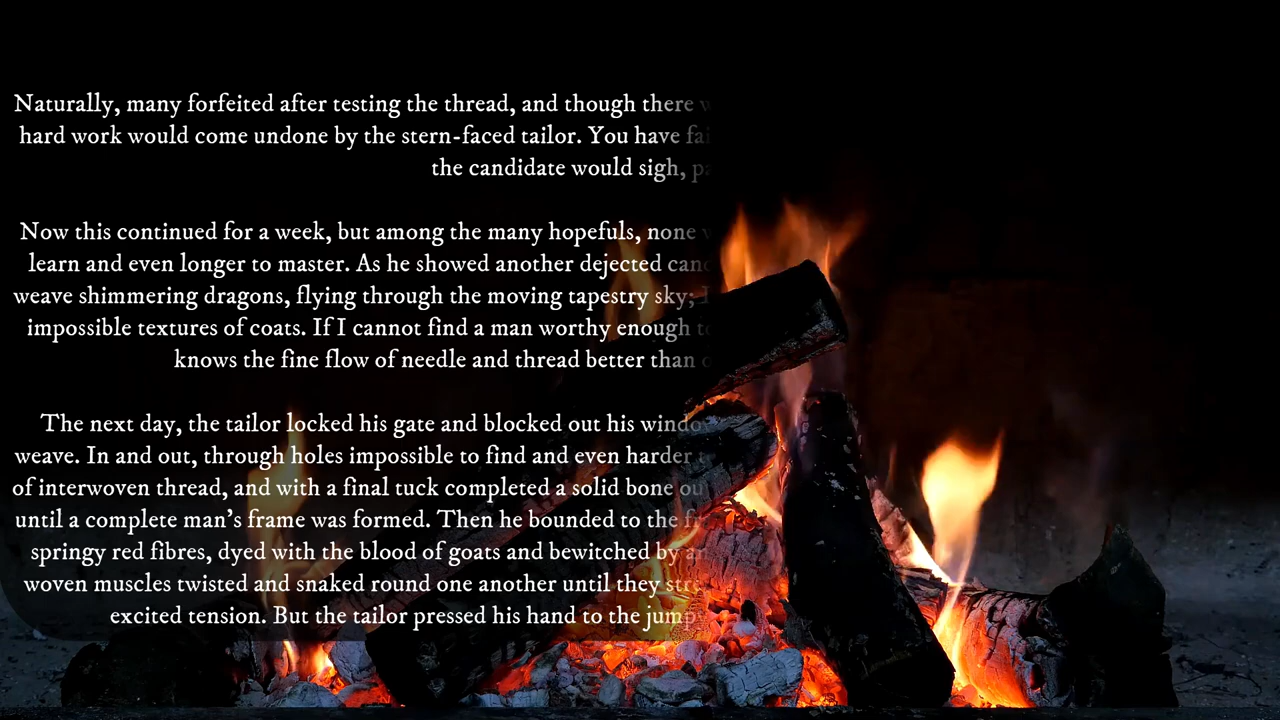 Naturally, many forfeited after testing the thread, and though there
hard work would come undone by the stern-faced tailor. You have
the candidate would sigh,
Now this continued for a week, but among the many hopefuls, none
learn and even longer to master. As he showed another dejected
weave shimmering dragons, flying through the moving tapestry sky;
impossible textures of coats. If I cannot find a man worthy enough
knows the fine flow of needle and thread better than
The next day, the tailor locked his gate and blocked out his
weave. In and out, through holes impossible to find and even harder
of interwoven thread, and with a final tuck completed a solid bone
until a complete man's frame was formed. Then he bounded to the
springy red fibres, dyed with the blood of goats and bewitched by
woven muscles twisted and snaked round one another until they
excited tension. But the tailor pressed his hand to the